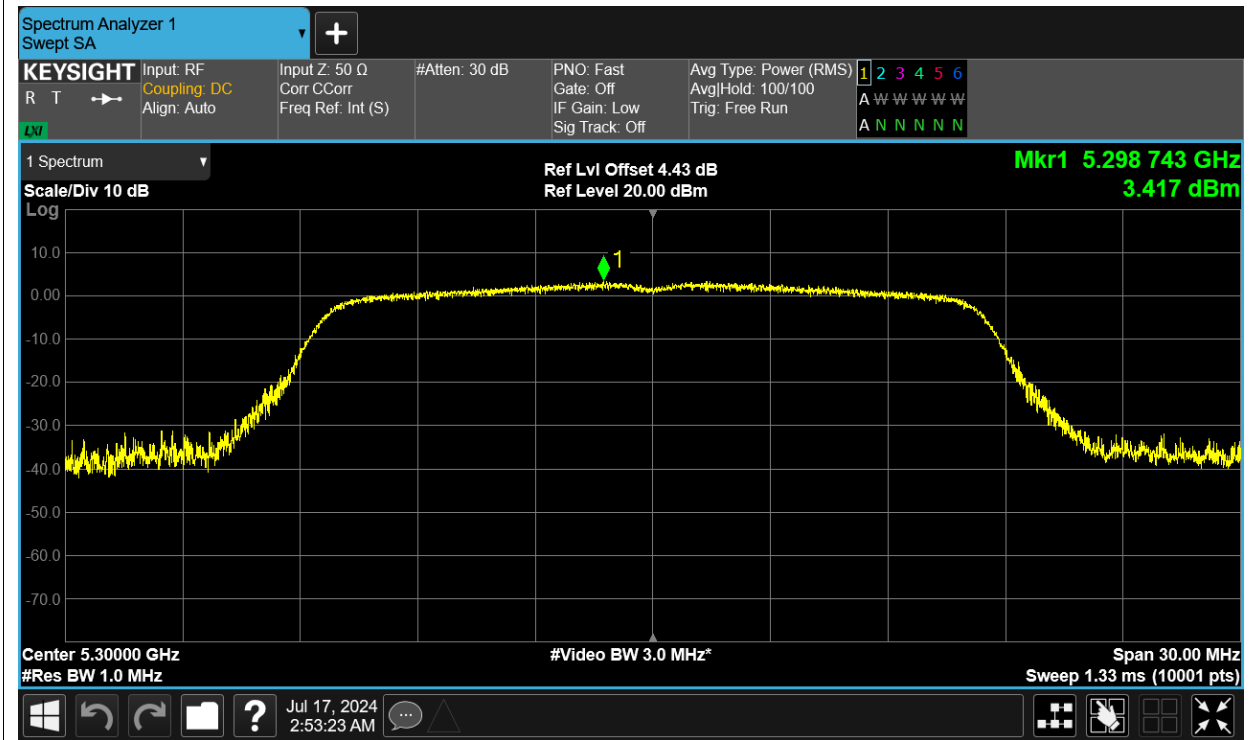 Spectrum Analyzer 1
Swept SA
KEYSIGHT
R T
LXI
Input: RF
Coupling: DC
Align: Auto
Input Z: 50 Ω
Corr CCorr
Freq Ref: Int (S)
#Atten: 30 dB
PNO: Fast
Gate: Off
IF Gain: Low
Sig Track: Off
Avg Type: Power (RMS)
Avg|Hold: 100/100
Trig: Free Run
1 2 3 4 5 6
A W W W W W
A N N N N N
1 Spectrum
Scale/Div 10 dB
Log
Ref Lvl Offset 4.43 dB
Ref Level 20.00 dBm
Mkr1 5.298 743 GHz
3.417 dBm
10.0
0.00
-10.0
-20.0
-30.0
-40.0
-50.0
-60.0
-70.0
1
Center 5.30000 GHz
#Res BW 1.0 MHz
#Video BW 3.0 MHz*
Span 30.00 MHz
Sweep 1.33 ms (10001 pts)
?
Jul 17, 2024
2:53:23 AM